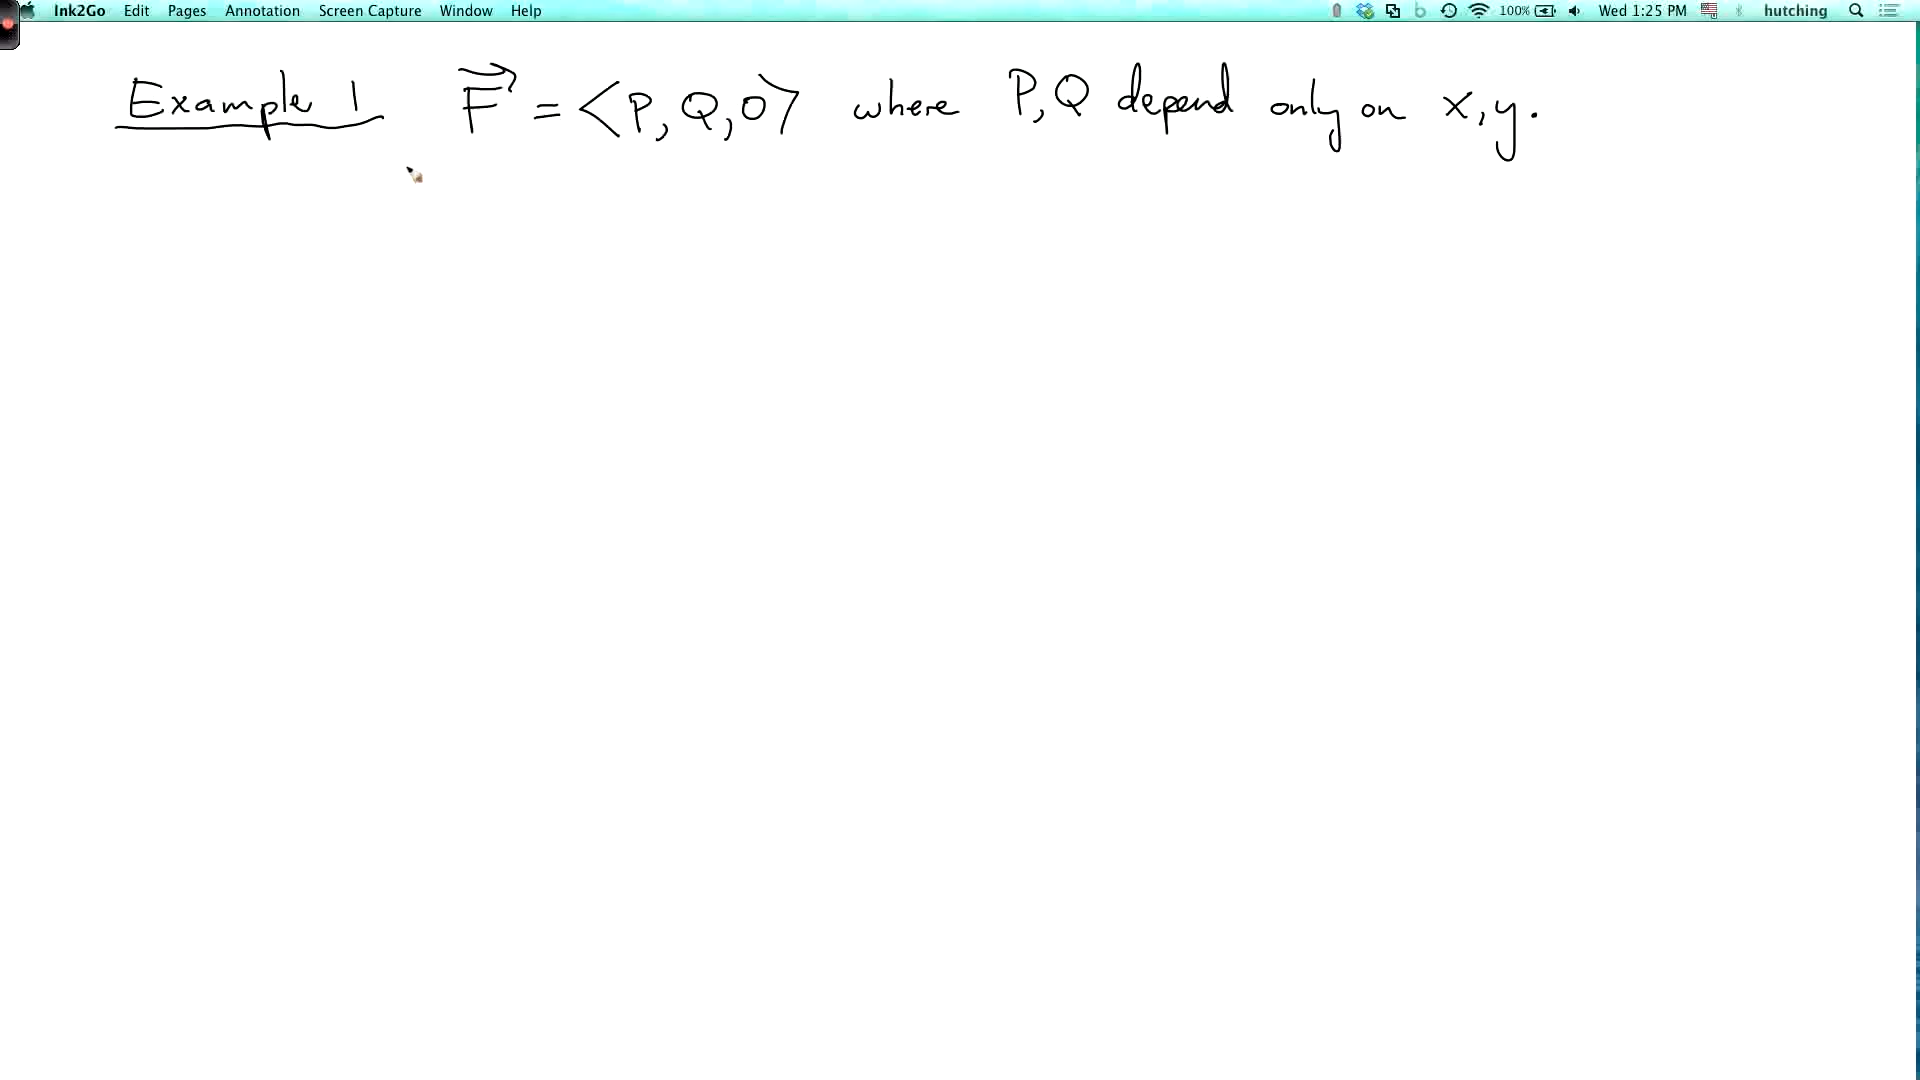 Ink2Go Edit Pages Annotation Screen Capture Window Help 100% Wed 1:25 PM hutching
Example 1 F⃗ = <P, Q, 0> where P, Q depend only on x, y.